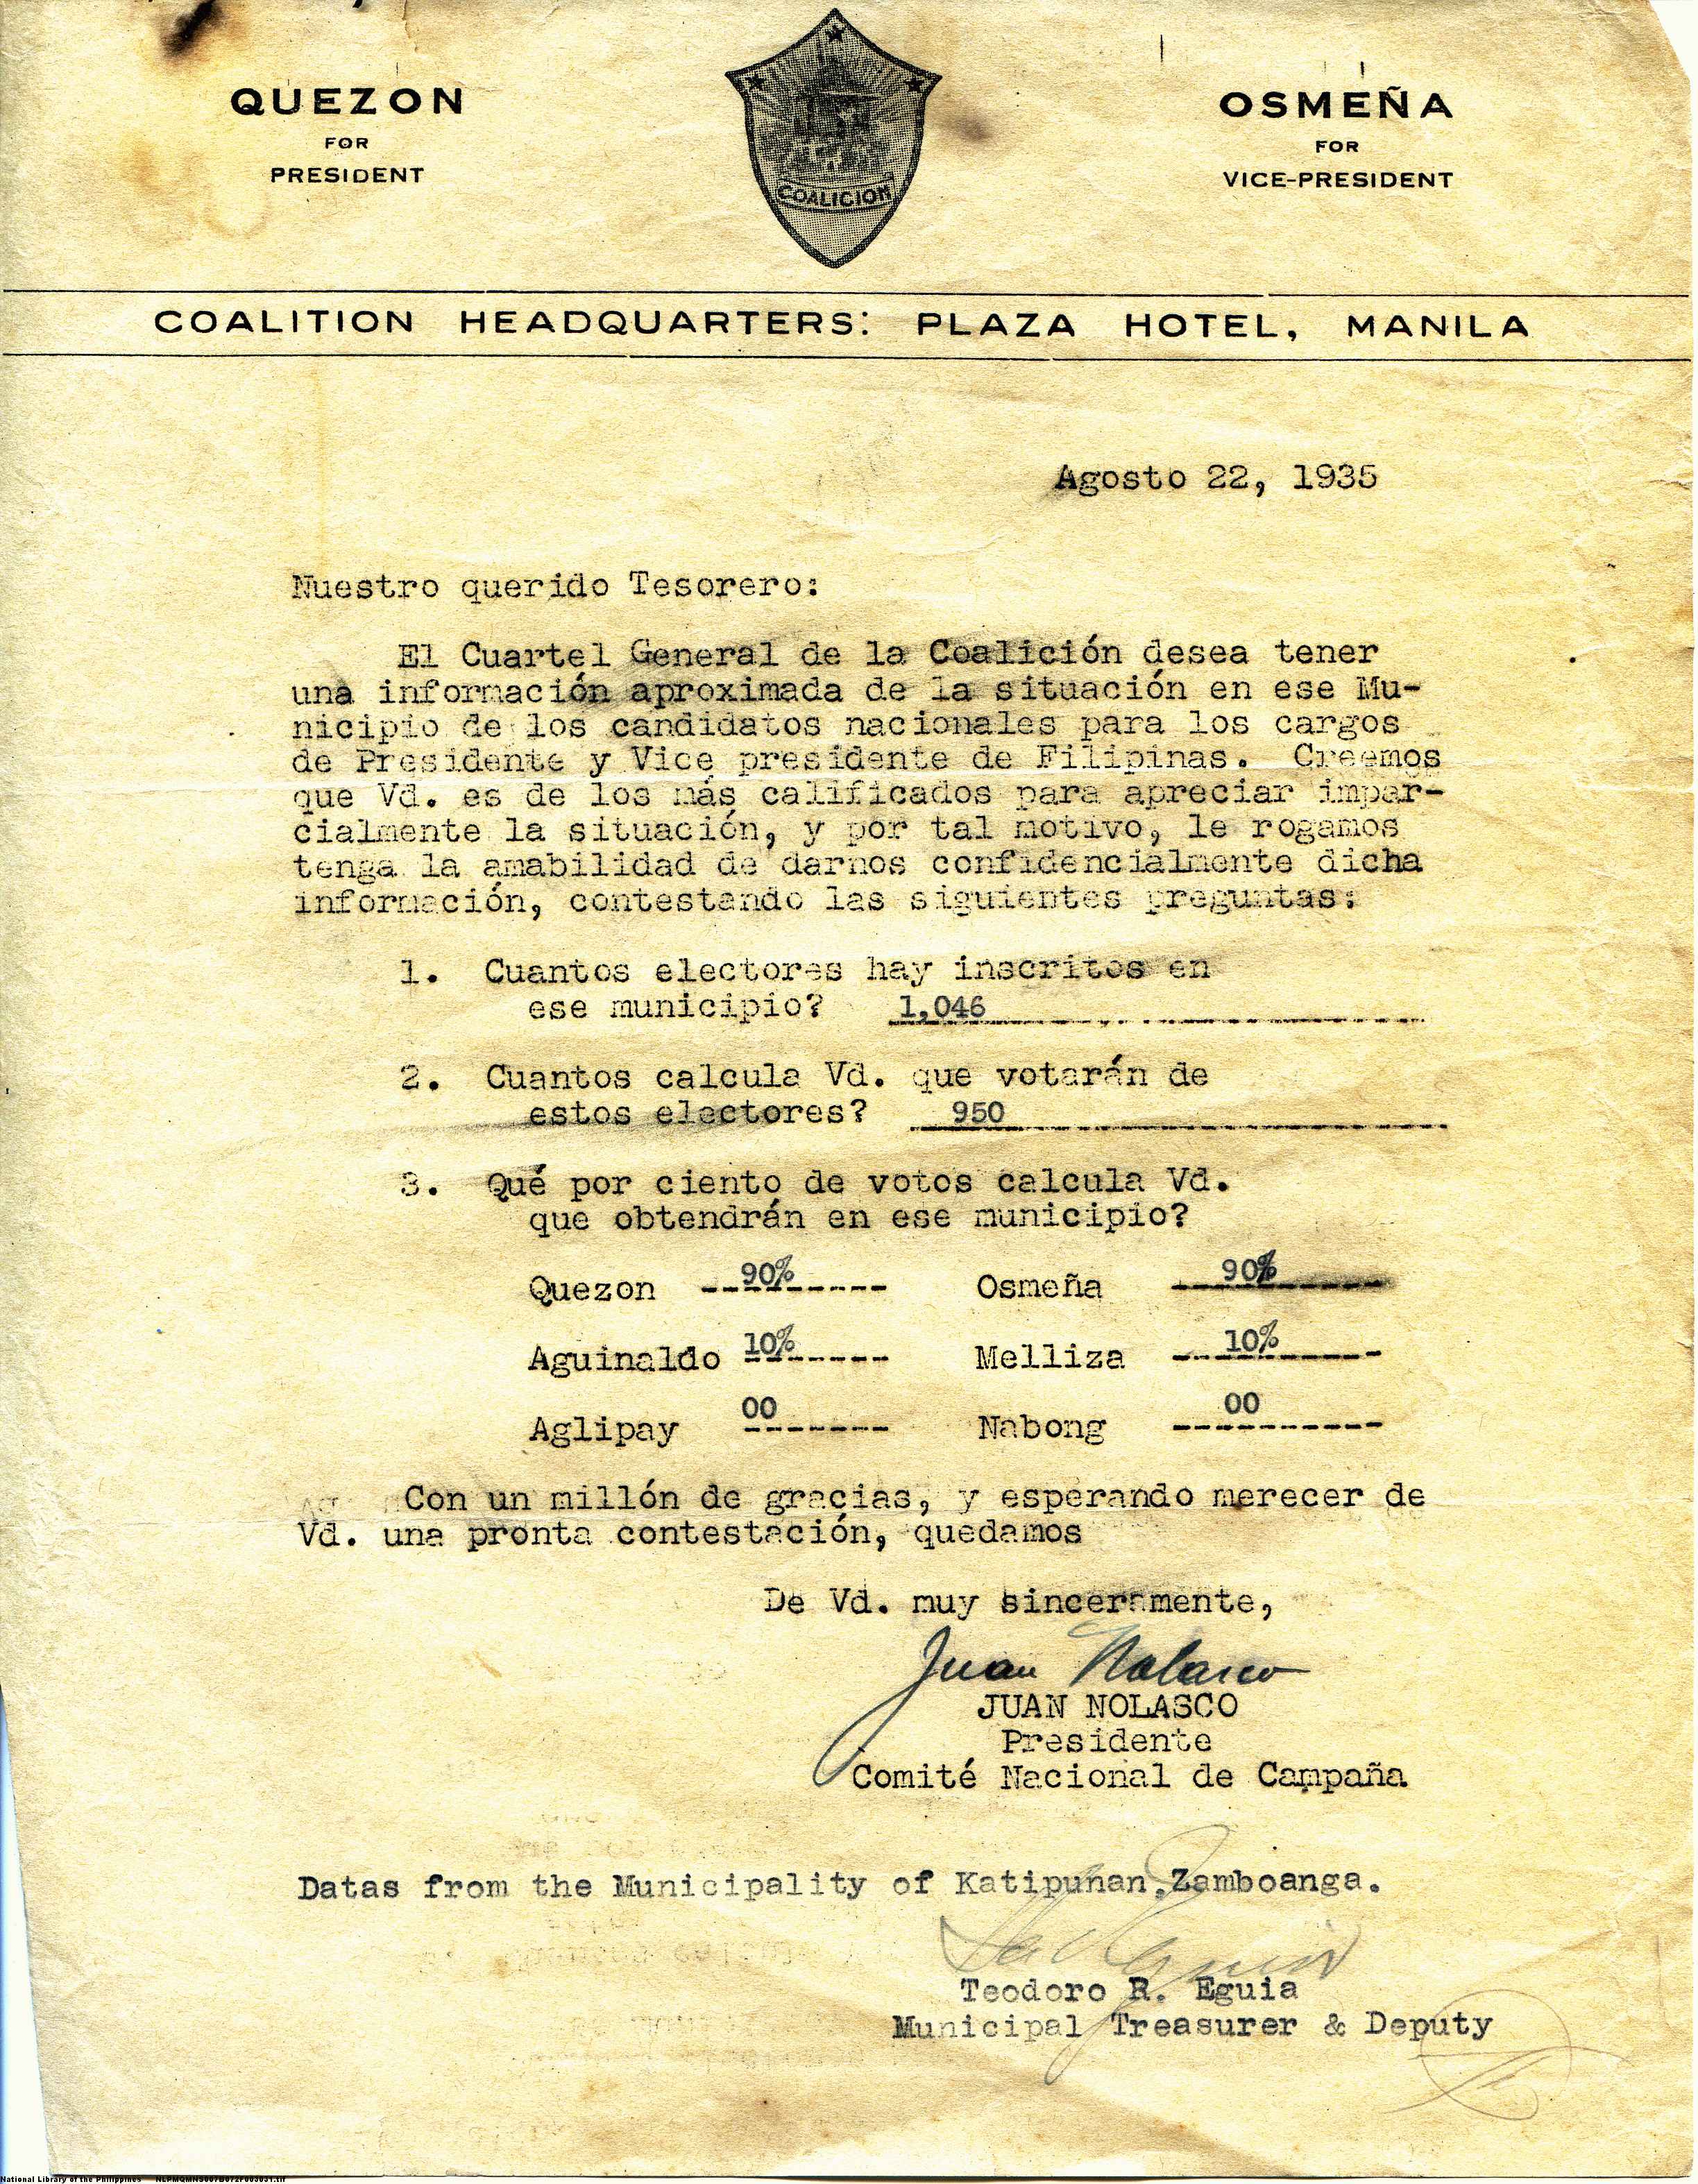 QUEZON
FOR
PRESIDENT
COALICION
OSMEÑA
FOR
VICE-PRESIDENT
COALITION HEADQUARTERS: PLAZA HOTEL, MANILA
Agosto 22, 1935
Nuestro querido Tesorero:
El Cuartel General de la Coalición desea tener
una información aproximada de la situación en ese Mu-
nicipio de los candidatos nacionales para los cargos
de Presidente y Vice presidente de Filipinas. Creemos
que Vd. es de los más calificados para apreciar impar-
cialmente la situación, y por tal motivo, le rogamos
tenga la amabilidad de darnos confidencialmente dicha
información, contestando las siguientes preguntas:
1. Cuantos electores hay inscritos en
ese municipio? 1,046
2. Cuantos calcula Vd. que votarán de
estos electores? 950
3. Qué por ciento de votos calcula Vd.
que obtendrán en ese municipio?
Quezon 90% Osmeña 90%
Aguinaldo 10% Melliza 10%
Aglipay 00 Nabong 00
Con un millón de gracias, y esperando merecer de
Vd. una pronta contestación, quedamos
De Vd. muy sinceramente,
Juan Nolasco
JUAN NOLASCO
Presidente
Comité Nacional de Campaña
Datas from the Municipality of Katipunan,Zamboanga.
Teodoro R. Eguia
Municipal Treasurer & Deputy
National Library of the Philippines